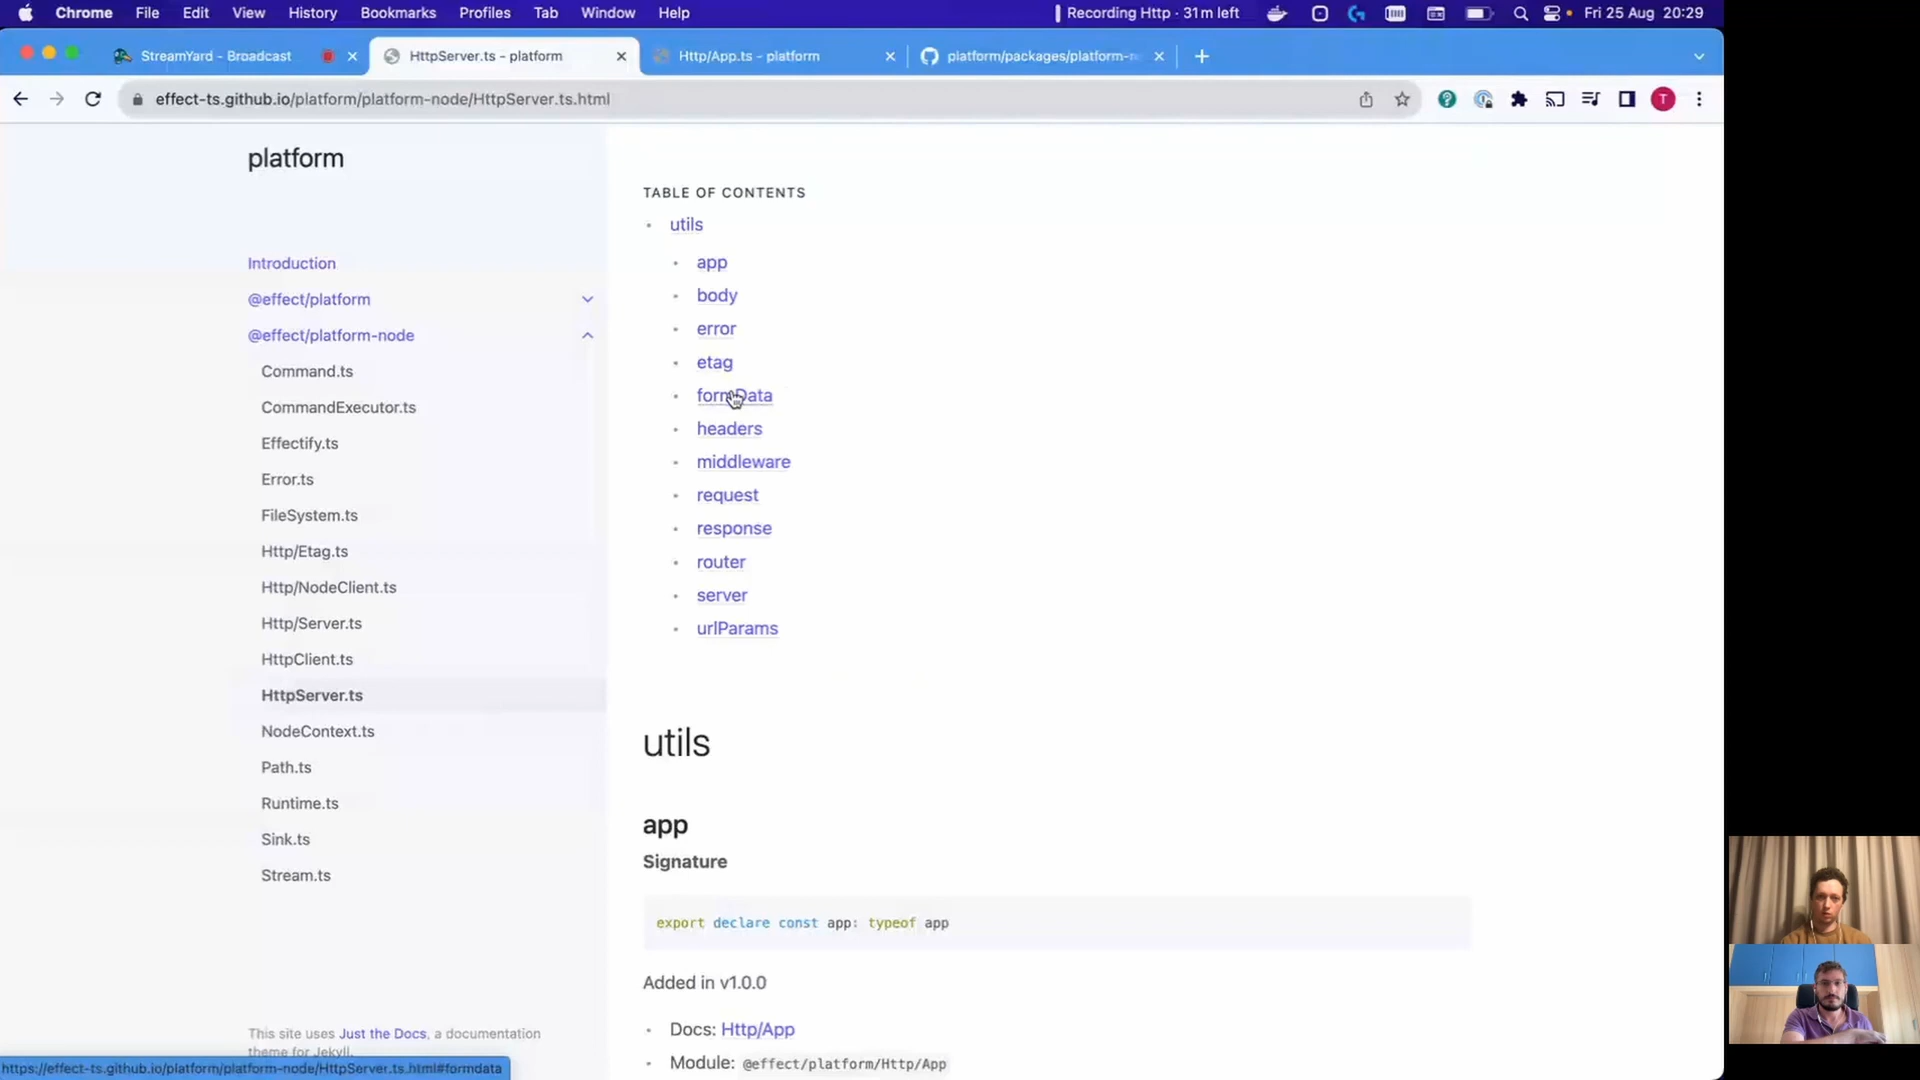 Chrome File Edit View History Bookmarks Profiles Tab Window Help Recording Http · 31m left Fri 25 Aug 20:29
StreamYard - Broadcast HttpServer.ts - platform Http/App.ts - platform platform/packages/platform-n
effect-ts.github.io/platform/platform-node/HttpServer.ts.html T
platform
Introduction
@effect/platform
@effect/platform-node
Command.ts
CommandExecutor.ts
Effectify.ts
Error.ts
FileSystem.ts
Http/Etag.ts
Http/NodeClient.ts
Http/Server.ts
HttpClient.ts
HttpServer.ts
NodeContext.ts
Path.ts
Runtime.ts
Sink.ts
Stream.ts
This site uses Just the Docs, a documentation
theme for Jekyll.
https://effect-ts.github.io/platform/platform-node/HttpServer.ts.html#formdata
TABLE OF CONTENTS
utils
app
body
error
etag
formData
headers
middleware
request
response
router
server
urlParams
utils
app
Signature
export declare const app: typeof app
Added in v1.0.0
Docs: Http/App
Module: @effect/platform/Http/App